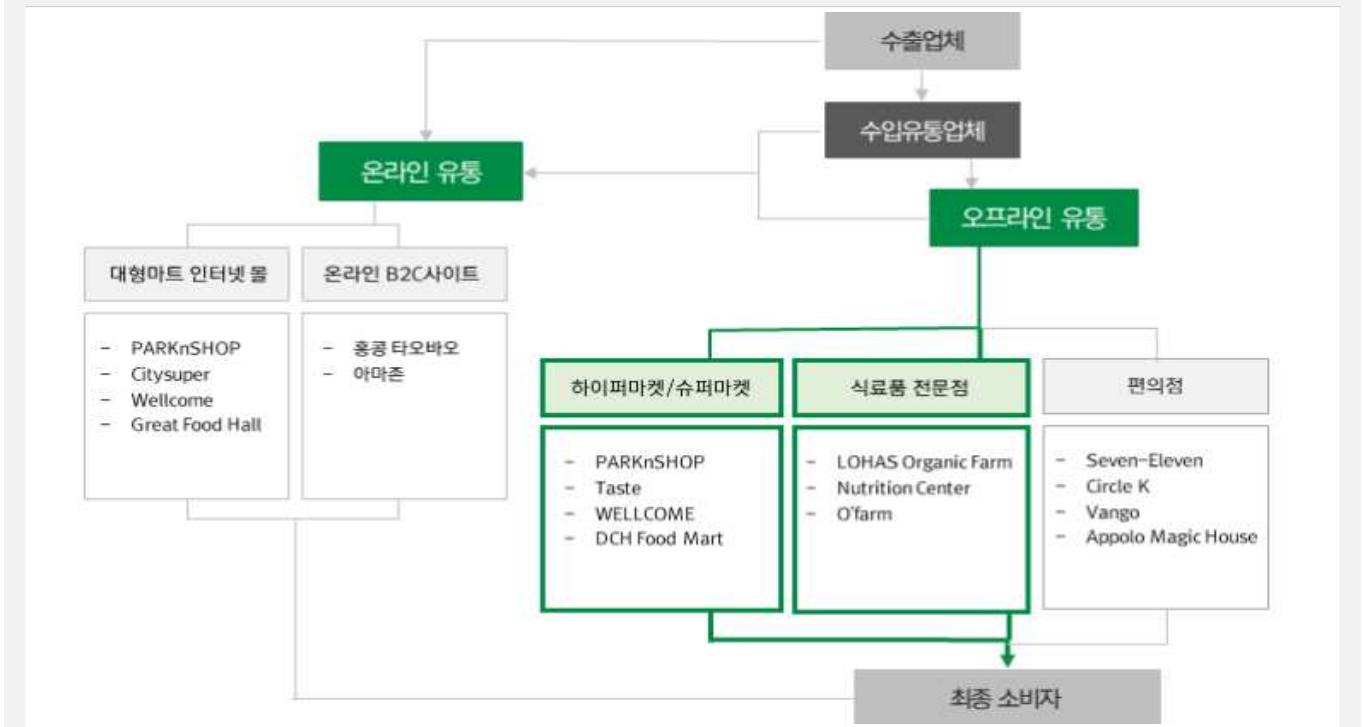 수출업체
수입유통업체
온라인 유통
오프라인 유통
대형마트 인터넷 몰
온라인 B2C사이트
- PARKnSHOP
- Citysuper
- Wellcome
- Great Food Hall
- 홍콩 타오바오
- 아마존
하이퍼마켓/슈퍼마켓
식료품 전문점
편의점
- PARKnSHOP
- Taste
- WELLCOME
- DCH Food Mart
- LOHAS Organic Farm
- Nutrition Center
- O'farm
- Seven-Eleven
- Circle K
- Vango
- Appolo Magic House
최종 소비자